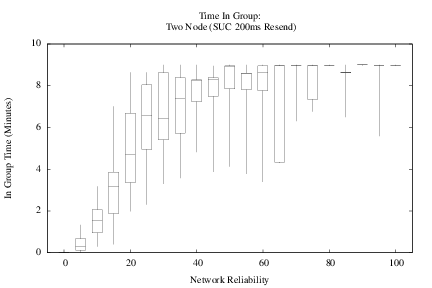 Time In Group:
Two Node (SUC 200ms Resend)
10
8
6
4
2
0
In Group Time (Minutes)
0 20 40 60 80 100
Network Reliability